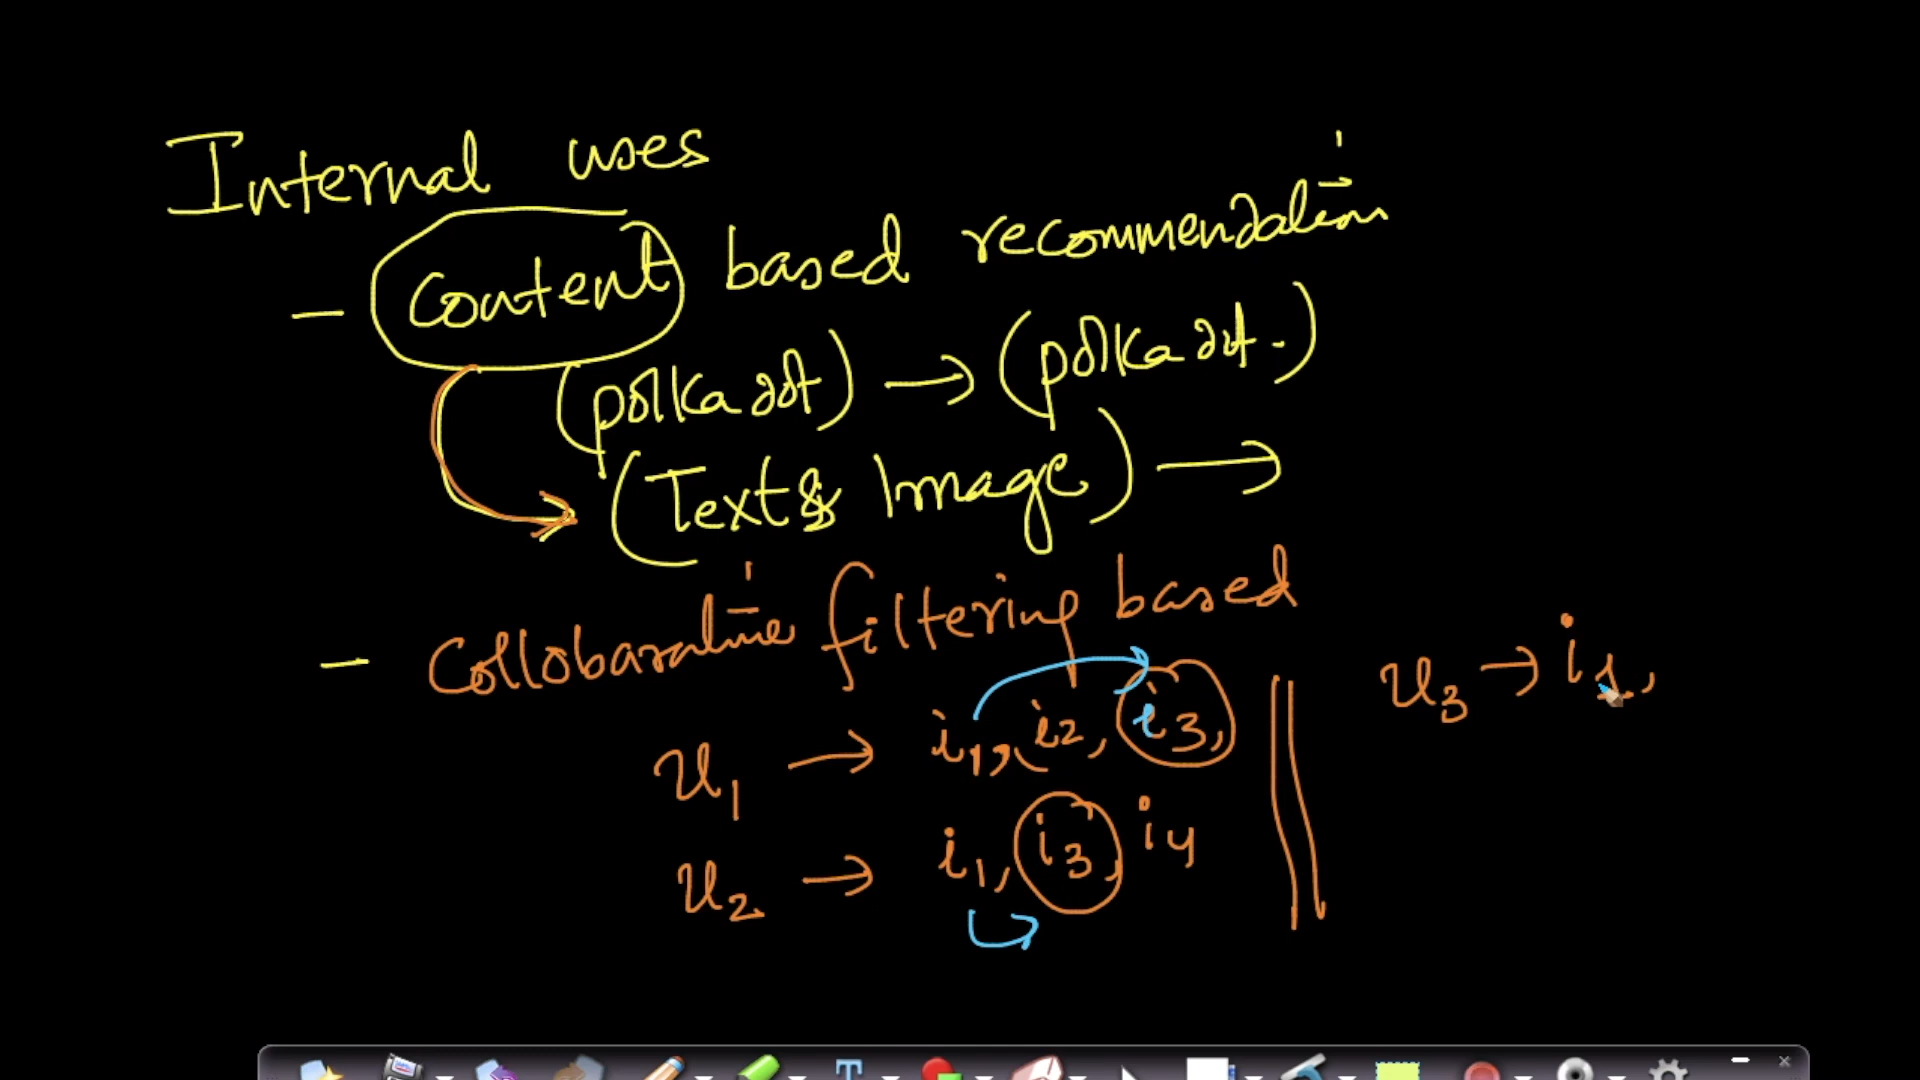 Internal uses
- Content based recommendation
(polka dot) → (polka dot.)
(Text & Image) →
- Collobarative filtering based
u3 → i1,
u1 → i1, i2, i3,
u2 → i1, i3, i4
T